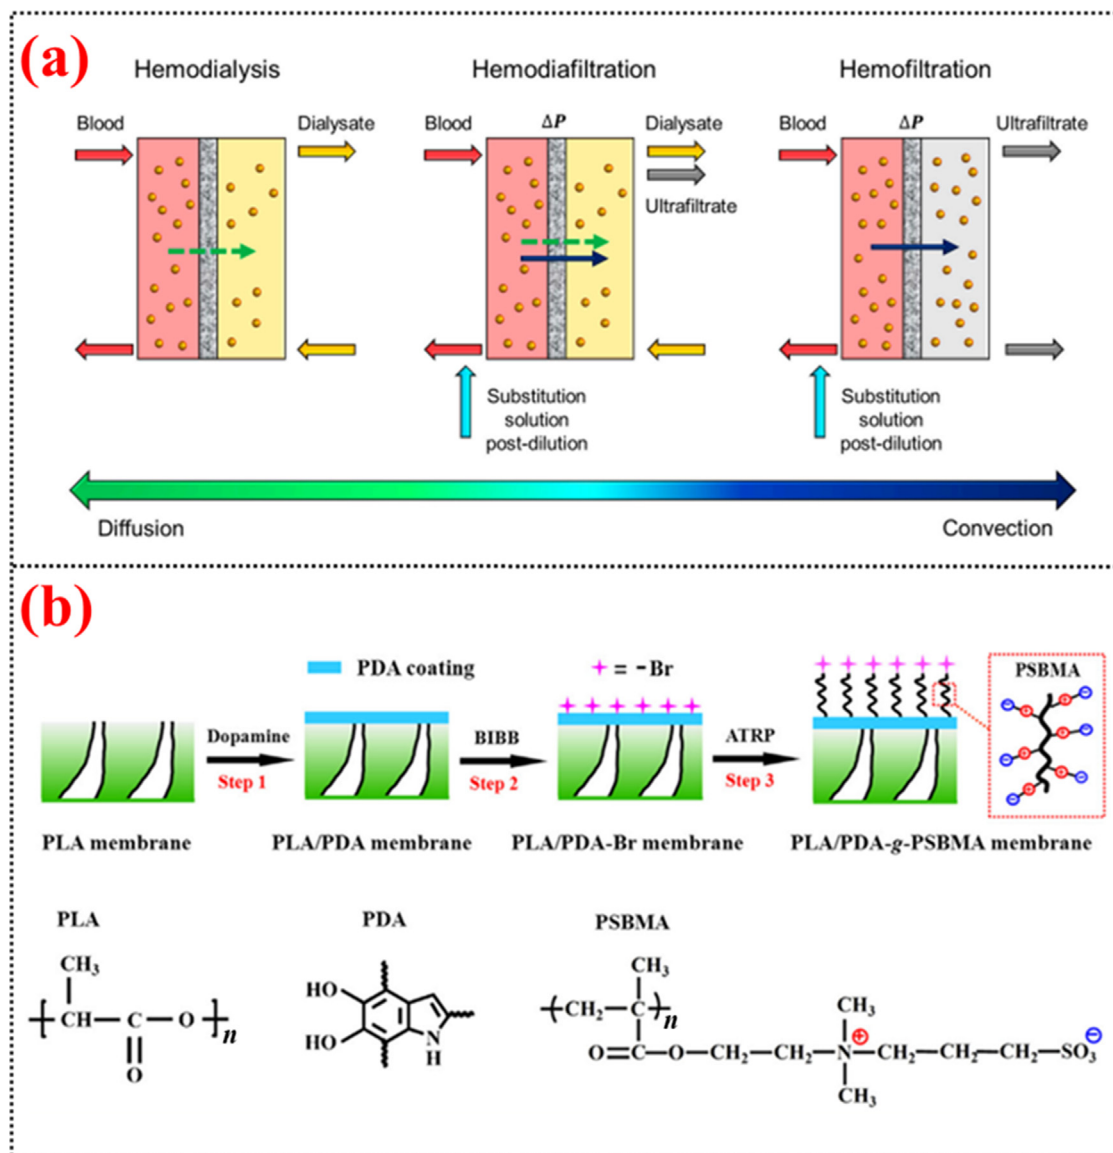 (a)
Hemodialysis
Hemodiafiltration
Hemofiltration
Blood
Dialysate
Blood
ΔP
Dialysate
Blood
ΔP
Ultrafiltrate
Ultrafiltrate
Substitution
solution
post-dilution
Substitution
solution
post-dilution
Diffusion
Convection
(b)
PDA coating
= -Br
PSBMA
Dopamine
Step 1
BIBB
Step 2
ATRP
Step 3
PLA membrane
PLA/PDA membrane
PLA/PDA-Br membrane
PLA/PDA-g-PSBMA membrane
PLA
PDA
PSBMA
CH3
CH
C
O
n
O
HO
HO
N
H
CH3
CH2
C
n
O=C-O-CH2-CH2-N-CH2-CH2-CH2-SO3
CH3
+
-
CH3